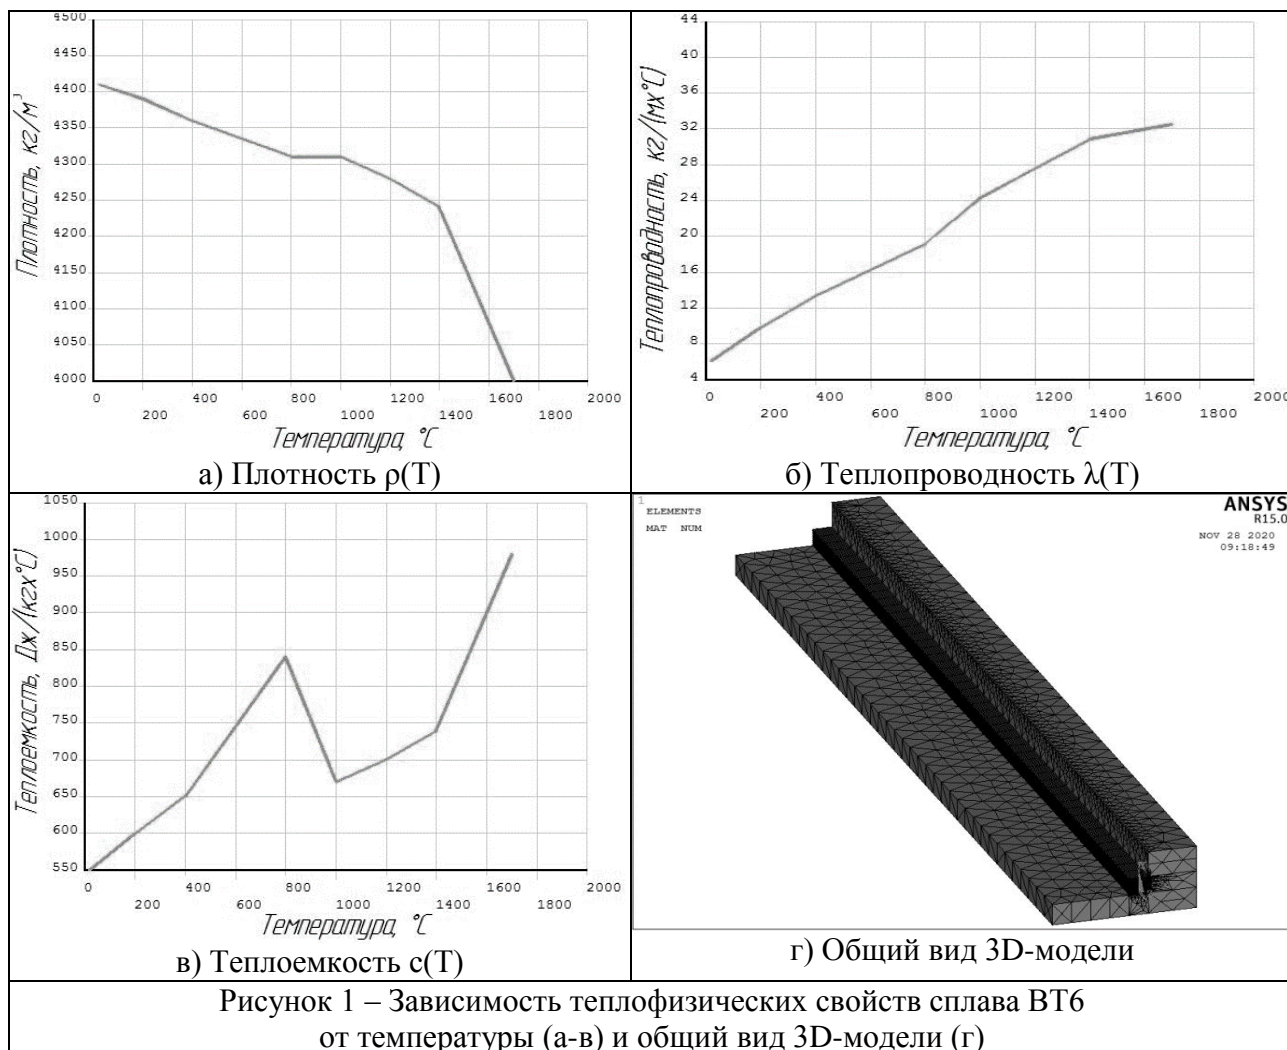 4500
4450
4400
4350
4300
4250
4200
4150
4100
4050
4000
Плотность, кг/м³
0 200 400 600 800 1000 1200 1400 1600 1800 2000
Температура, °С
а) Плотность ρ(Т)
44
40
36
32
28
24
20
16
12
8
4
Теплопроводность, кг/(мх°С)
0 200 400 600 800 1000 1200 1400 1600 1800 2000
Температура, °С
б) Теплопроводность λ(Т)
1050
1000
950
900
850
800
750
700
650
600
550
Теплоемкость, Дж/(кгх°С)
0 200 400 600 800 1000 1200 1400 1600 1800 2000
Температура, °С
в) Теплоемкость с(Т)
1
ELEMENTS
MAT NUM
ANSYS
R15.0
NOV 28 2020
09:18:49
г) Общий вид 3D-модели
Рисунок 1 – Зависимость теплофизических свойств сплава ВТ6
от температуры (а-в) и общий вид 3D-модели (г)